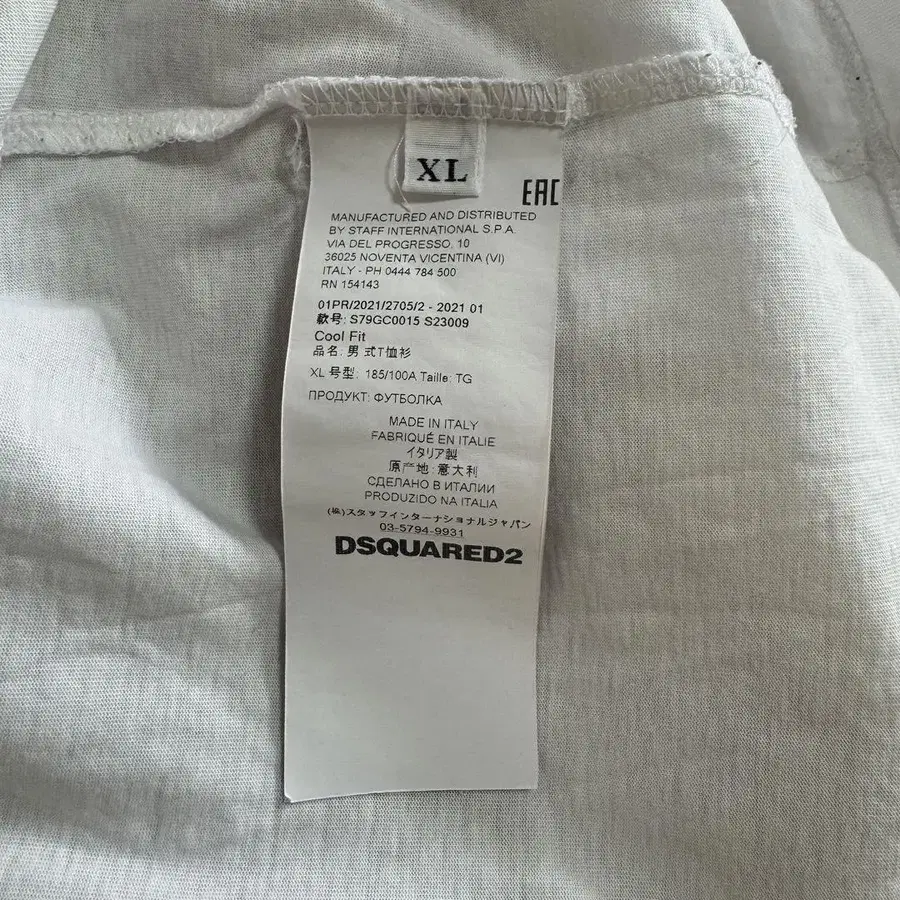 XL
EAC
MANUFACTURED AND DISTRIBUTED
BY STAFF INTERNATIONAL S.P.A.
VIA DEL PROGRESSO, 10
36025 NOVENTA VICENTINA (VI)
ITALY - PH 0444 784 500
RN 154143
01PR/2021/2705/2 - 2021 01
款号: S79GC0015 S23009
Cool Fit
品名: 男 式T恤衫
XL 号型: 185/100A Taille: TG
ПРОДУКТ: ФУТБОЛКА
MADE IN ITALY
FABRIQUÉ EN ITALIE
イタリア製
原产地: 意大利
СДЕЛАНО В ИТАЛИИ
PRODUZIDO NA ITALIA
(株)スタッフインターナショナルジャパン
03-5794-9931
DSQUARED2